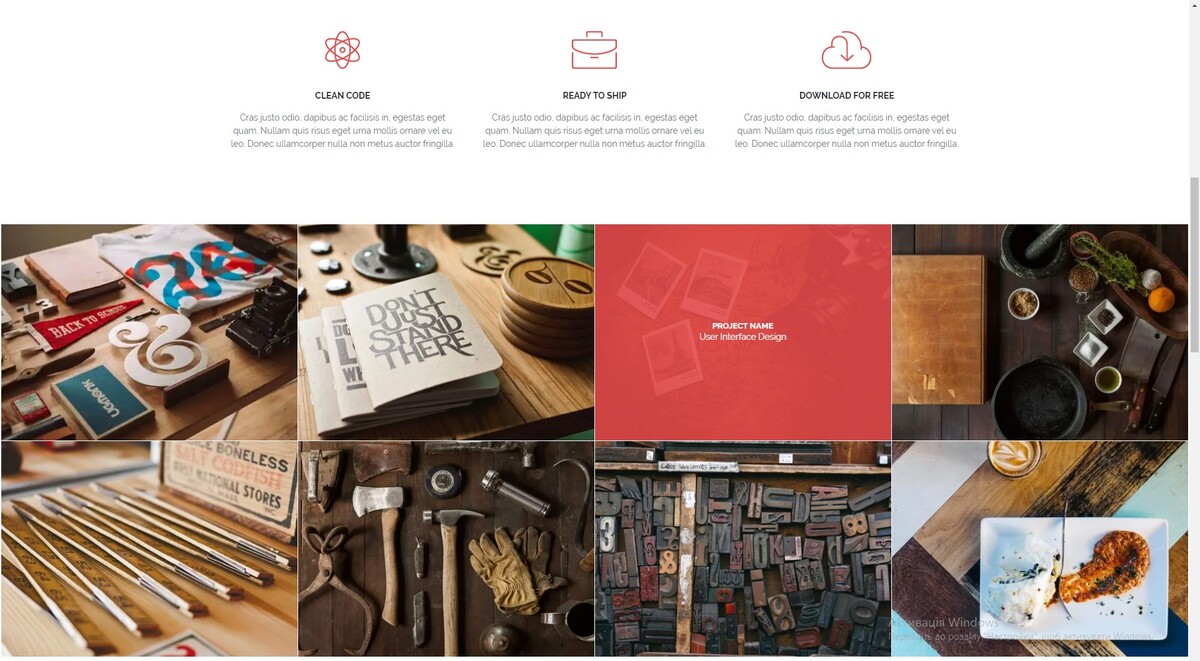 CLEAN CODE
Cras justo odio, dapibus ac facilisis in, egestas eget
quam. Nullam quis risus eget urna mollis ornare vel eu
leo. Donec ullamcorper nulla non metus auctor fringilla.
READY TO SHIP
Cras justo odio, dapibus ac facilisis in, egestas eget
quam. Nullam quis risus eget urna mollis ornare vel eu
leo. Donec ullamcorper nulla non metus auctor fringilla.
DOWNLOAD FOR FREE
Cras justo odio, dapibus ac facilisis in, egestas eget
quam. Nullam quis risus eget urna mollis ornare vel eu
leo. Donec ullamcorper nulla non metus auctor fringilla.
BACK TO SCHOOL
UGMONK
DON'T
JUST
STAND
THERE
PROJECT NAME
User Interface Design
BONELESS
SALT CODFISH
NATIONAL STORES
INC.
Активація Windows
Перейдіть до розділу "Настройки", щоб активувати Windows.